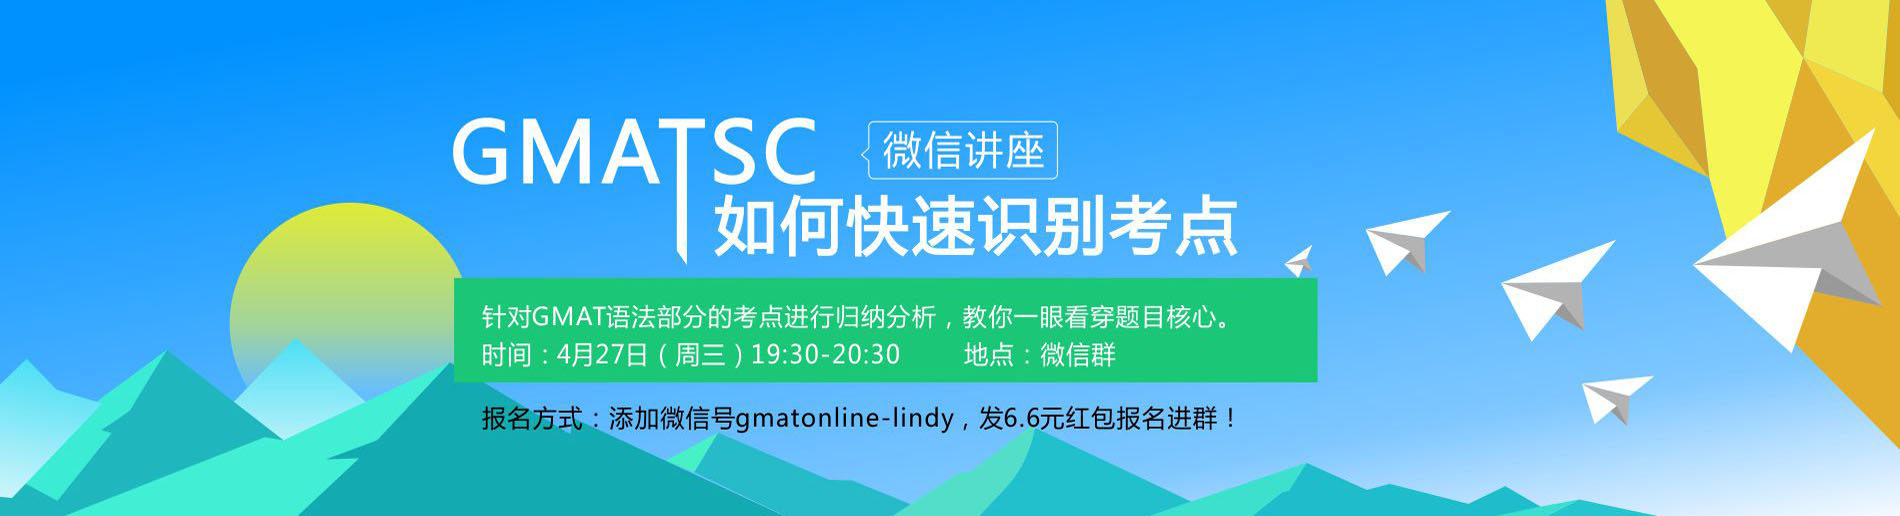 GMATSC
微信讲座
如何快速识别考点
针对GMAT语法部分的考点进行归纳分析，教你一眼看穿题目核心。
时间：4月27日（周三）19:30-20:30 地点：微信群
报名方式：添加微信号gmatonline-lindy，发6.6元红包报名进群！